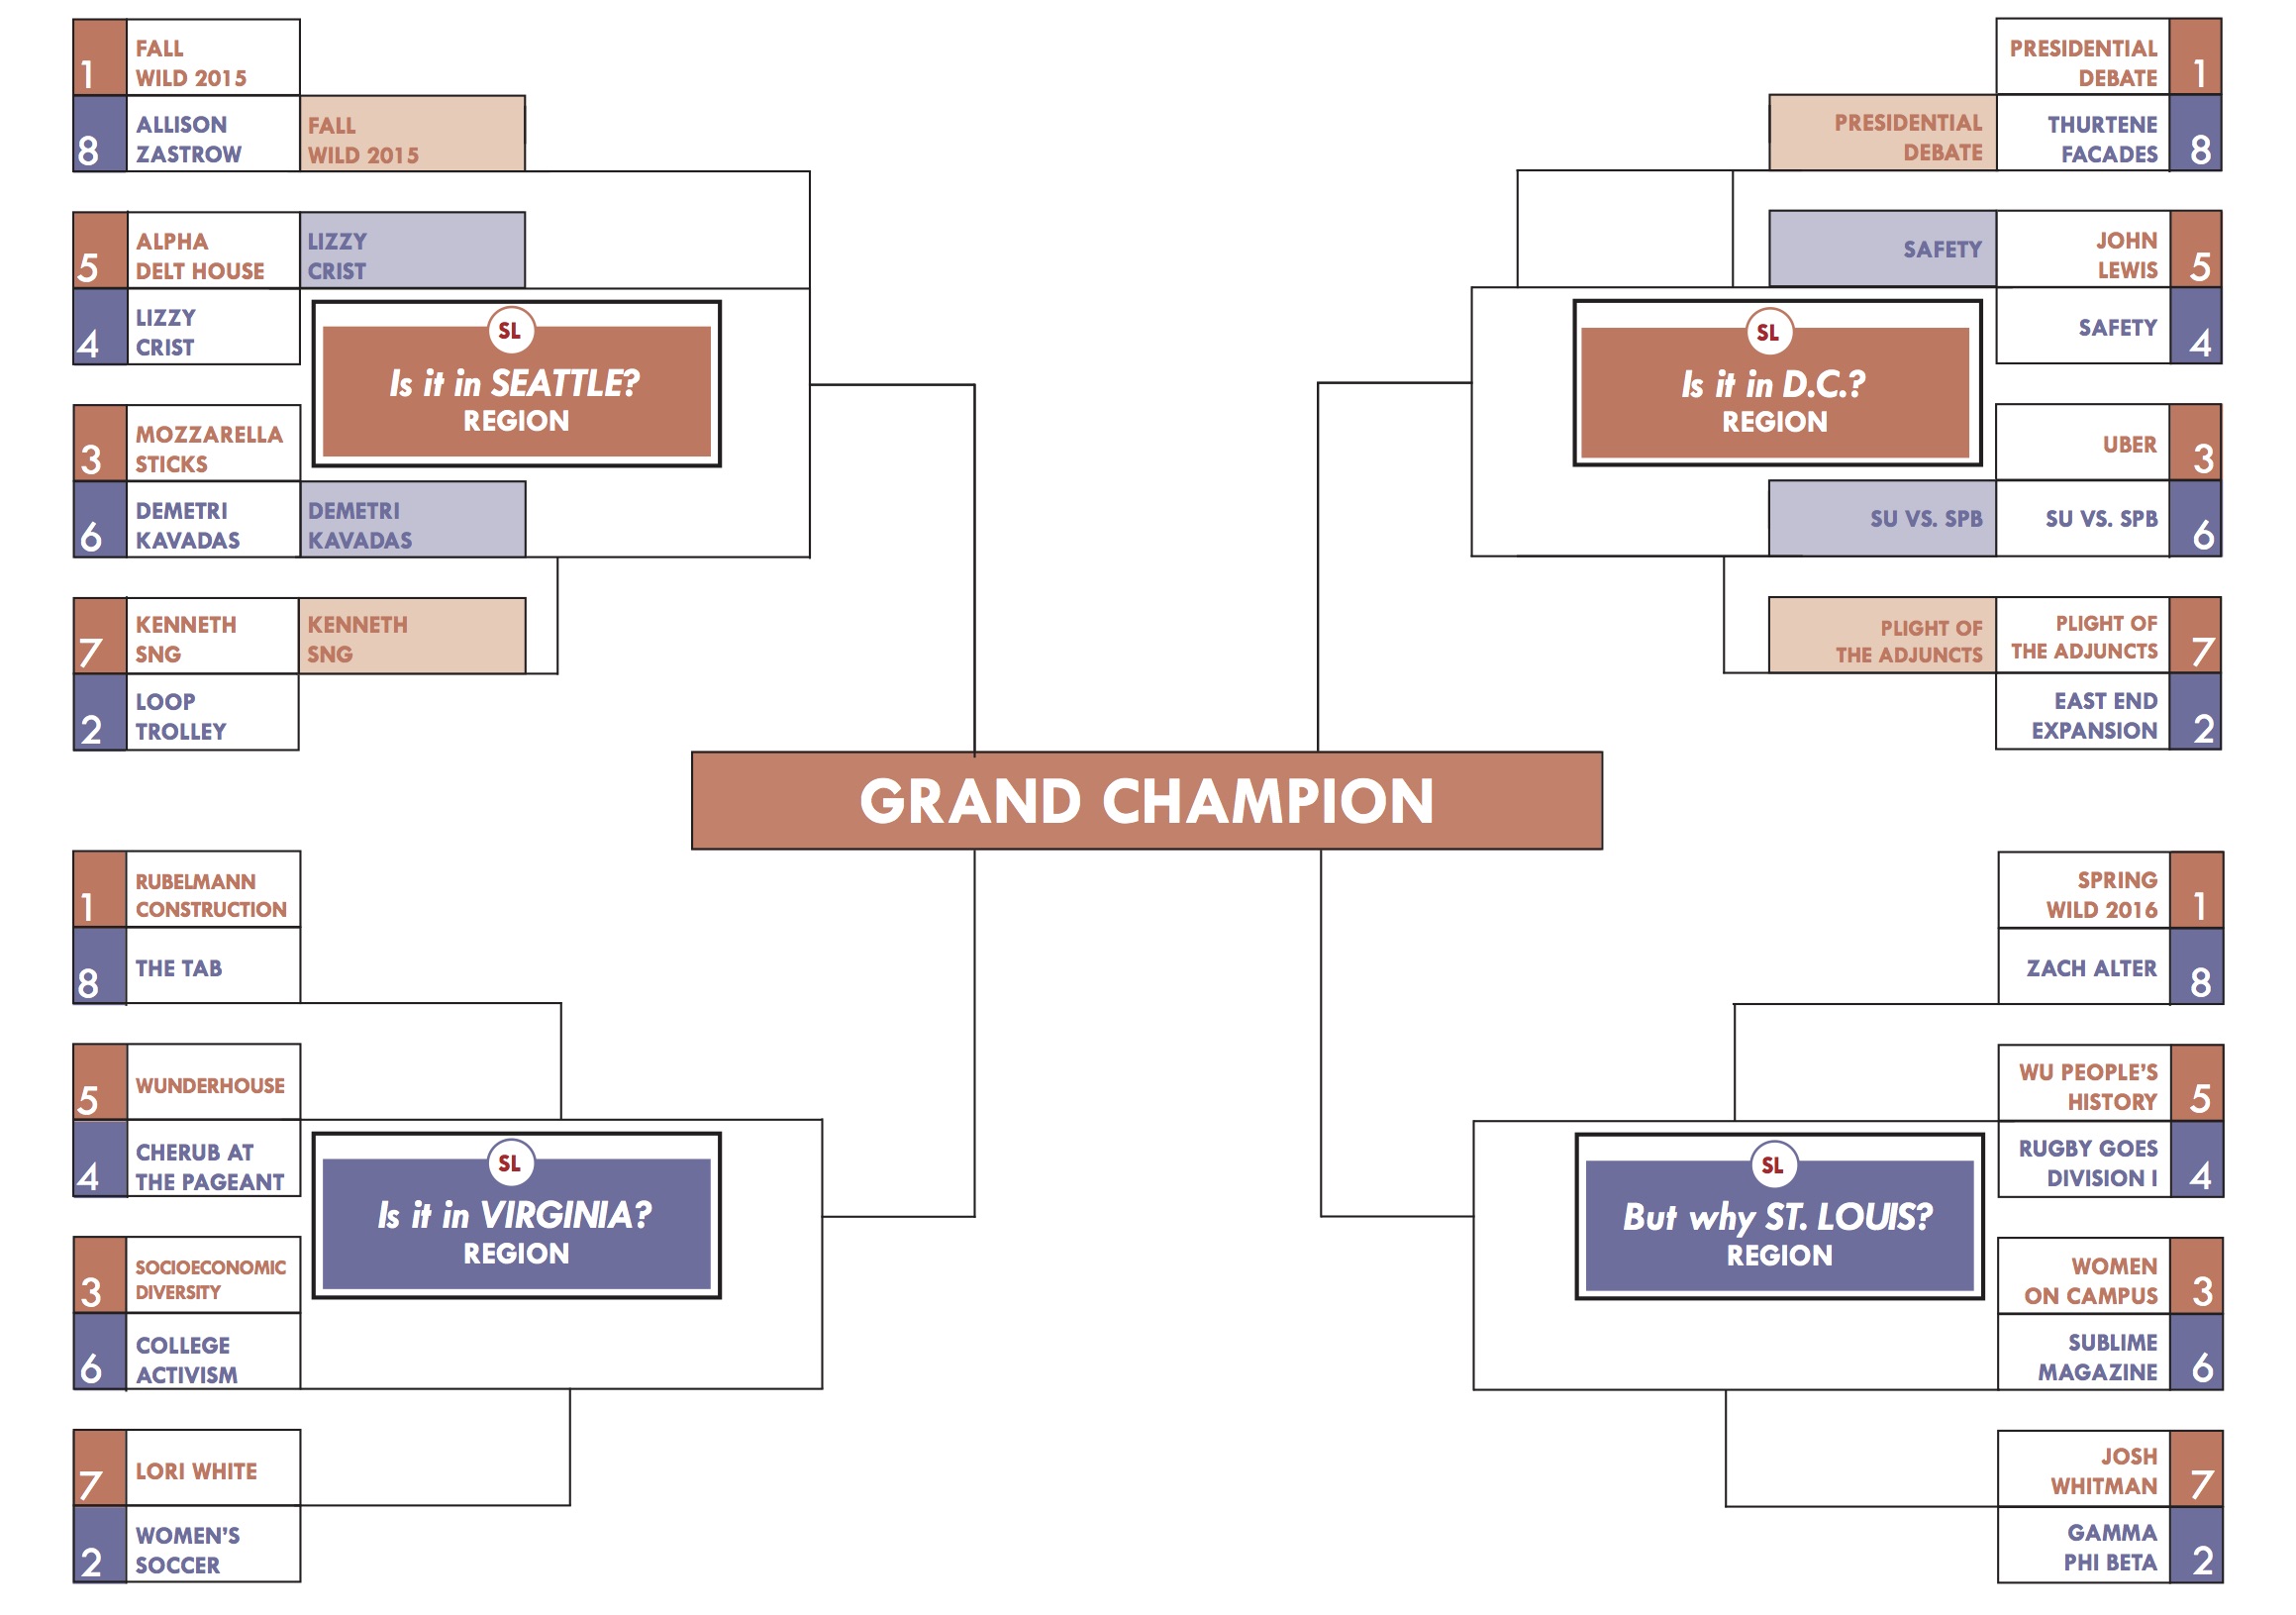 1
FALL
WILD 2015
8
ALLISON
ZASTROW
FALL
WILD 2015
5
ALPHA
DELT HOUSE
LIZZY
CRIST
4
LIZZY
CRIST
SL
Is it in SEATTLE?
REGION
3
MOZZARELLA
STICKS
6
DEMETRI
KAVADAS
DEMETRI
KAVADAS
7
KENNETH
SNG
KENNETH
SNG
2
LOOP
TROLLEY
PRESIDENTIAL
DEBATE
1
PRESIDENTIAL
DEBATE
THURTENE
FACADES
8
SAFETY
JOHN
LEWIS
5
SAFETY
4
SL
Is it in D.C.?
REGION
UBER
3
SU VS. SPB
SU VS. SPB
6
PLIGHT OF
THE ADJUNCTS
PLIGHT OF
THE ADJUNCTS
7
EAST END
EXPANSION
2
GRAND CHAMPION
1
RUBELMANN
CONSTRUCTION
8
THE TAB
5
WUNDERHOUSE
4
CHERUB AT
THE PAGEANT
SL
Is it in VIRGINIA?
REGION
3
SOCIOECONOMIC
DIVERSITY
6
COLLEGE
ACTIVISM
7
LORI WHITE
2
WOMEN'S
SOCCER
SPRING
WILD 2016
1
ZACH ALTER
8
WU PEOPLE'S
HISTORY
5
RUGBY GOES
DIVISION I
4
SL
But why ST. LOUIS?
REGION
WOMEN
ON CAMPUS
3
SUBLIME
MAGAZINE
6
JOSH
WHITMAN
7
GAMMA
PHI BETA
2